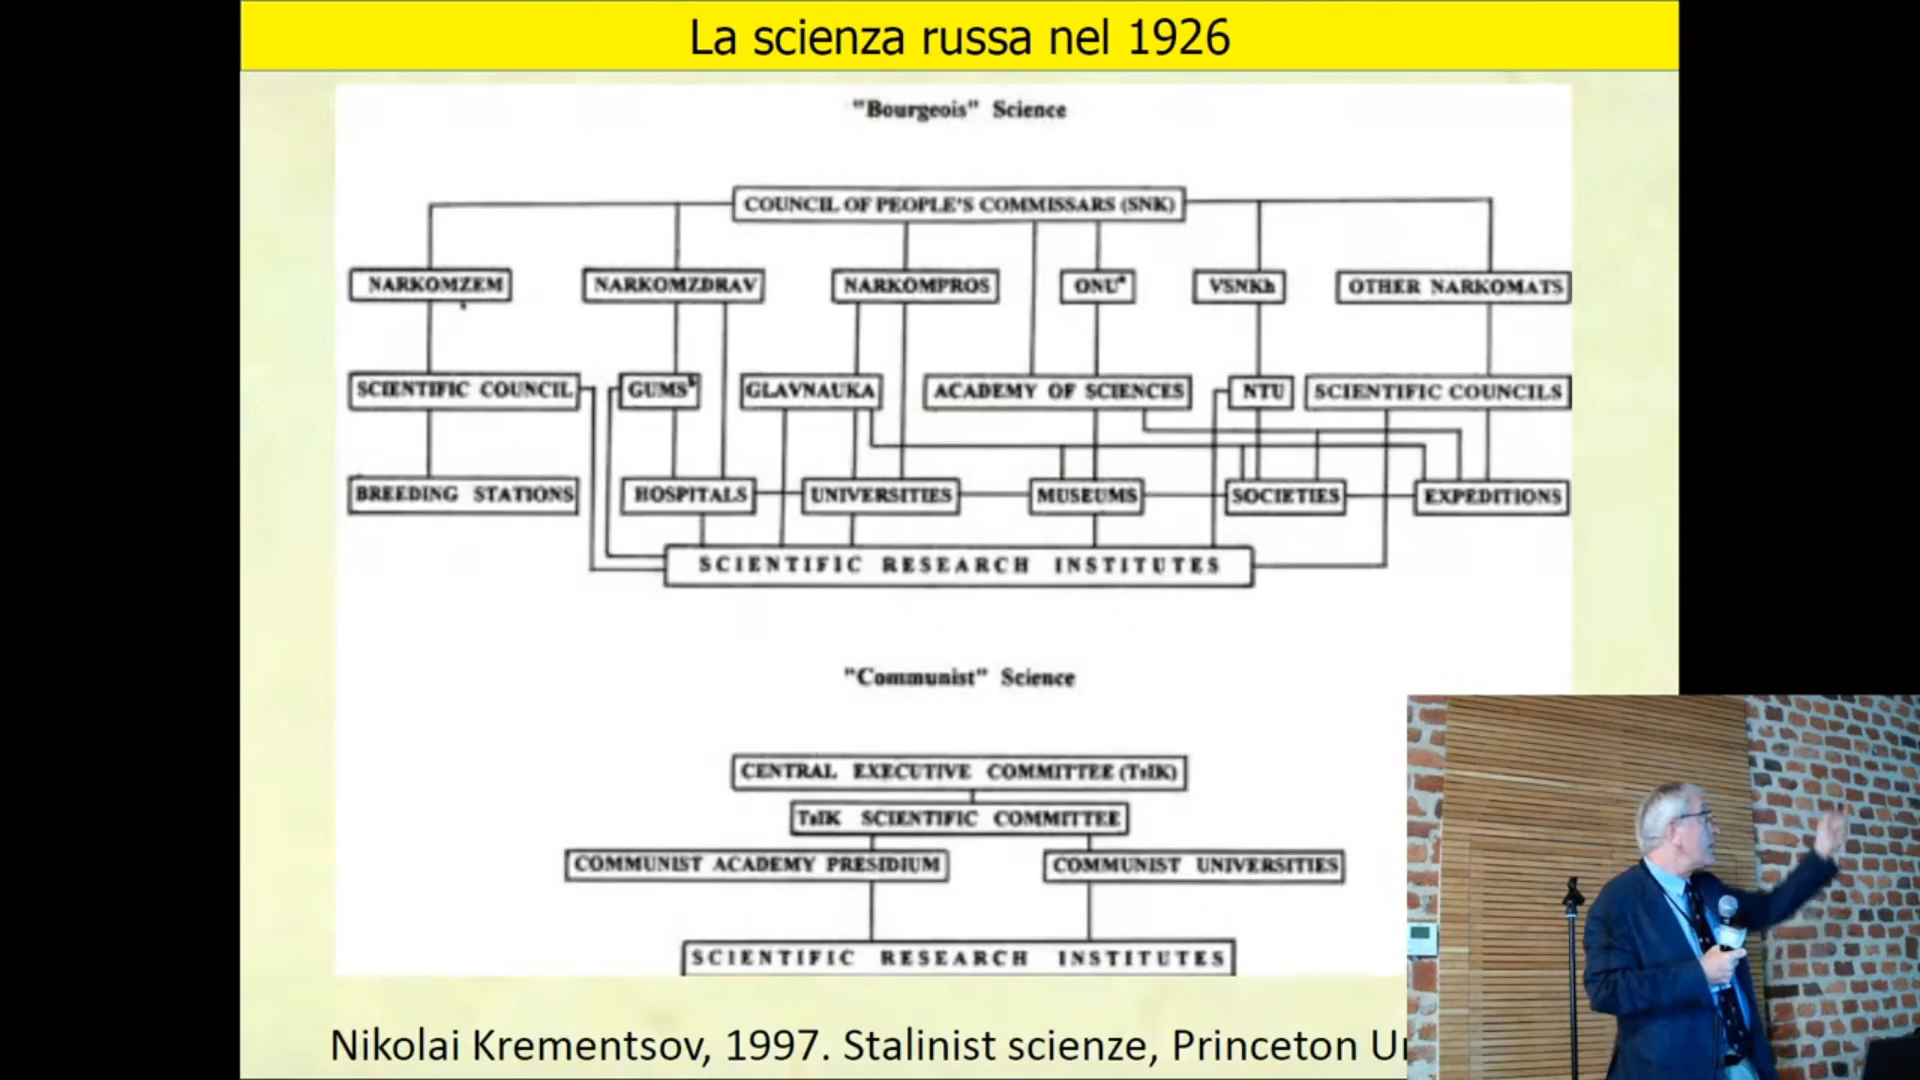 La scienza russa nel 1926
"Bourgeois" Science
COUNCIL OF PEOPLE'S COMMISSARS (SNK)
NARKOMZEM
NARKOMZDRAV
NARKOMPROS
ONUª
VSNKh
OTHER NARKOMATS
SCIENTIFIC COUNCIL
GUMSᵇ
GLAVNAUKA
ACADEMY OF SCIENCES
NTU
SCIENTIFIC COUNCILS
BREEDING STATIONS
HOSPITALS
UNIVERSITIES
MUSEUMS
SOCIETIES
EXPEDITIONS
SCIENTIFIC RESEARCH INSTITUTES
"Communist" Science
CENTRAL EXECUTIVE COMMITTEE (TsIK)
TsIK SCIENTIFIC COMMITTEE
COMMUNIST ACADEMY PRESIDIUM
COMMUNIST UNIVERSITIES
SCIENTIFIC RESEARCH INSTITUTES
Nikolai Krementsov, 1997. Stalinist scienze, Princeton